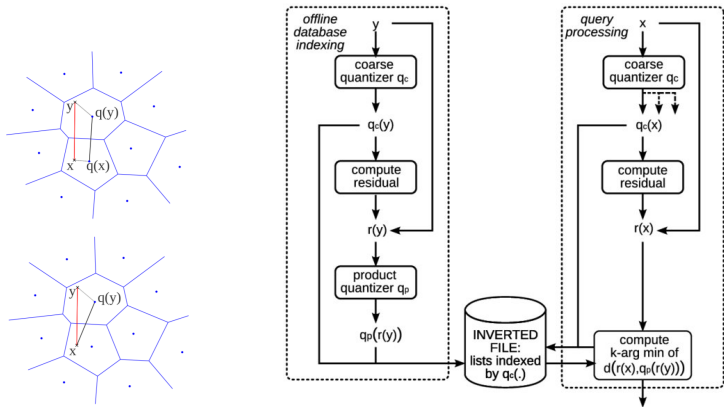 y
q(y)
x
q(x)
y
q(y)
x
offline
database
indexing
y
coarse
quantizer qc
qc(y)
compute
residual
r(y)
product
quantizer qp
qp(r(y))
INVERTED
FILE:
lists indexed
by qc(.)
query
processing
x
coarse
quantizer qc
qc(x)
compute
residual
r(x)
compute
k-arg min of
d(r(x),qp(r(y)))